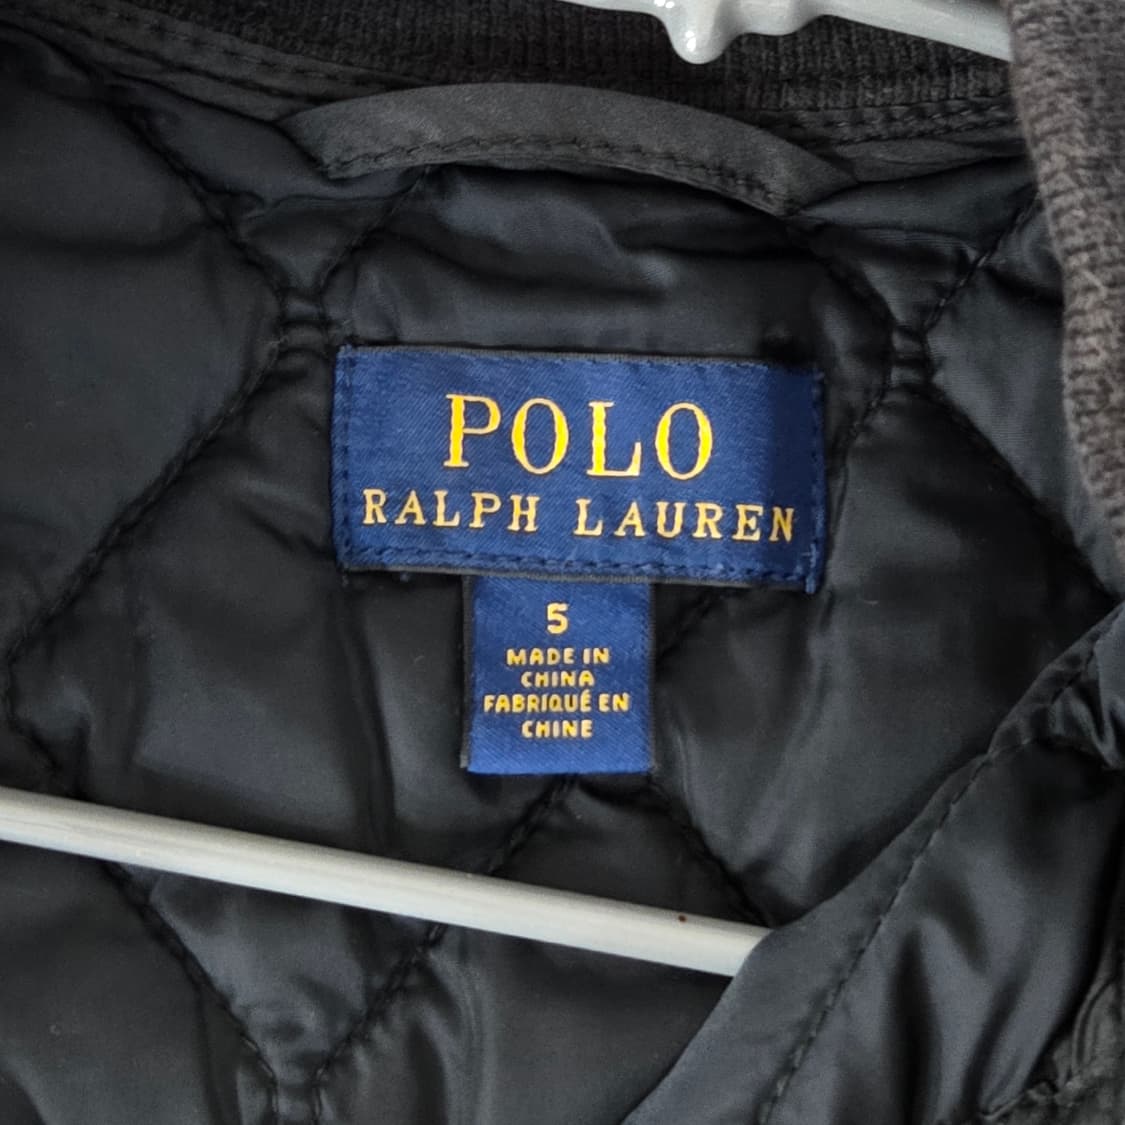 POLO
RALPH LAUREN
5
MADE IN
CHINA
FABRIQUÉ EN
CHINE